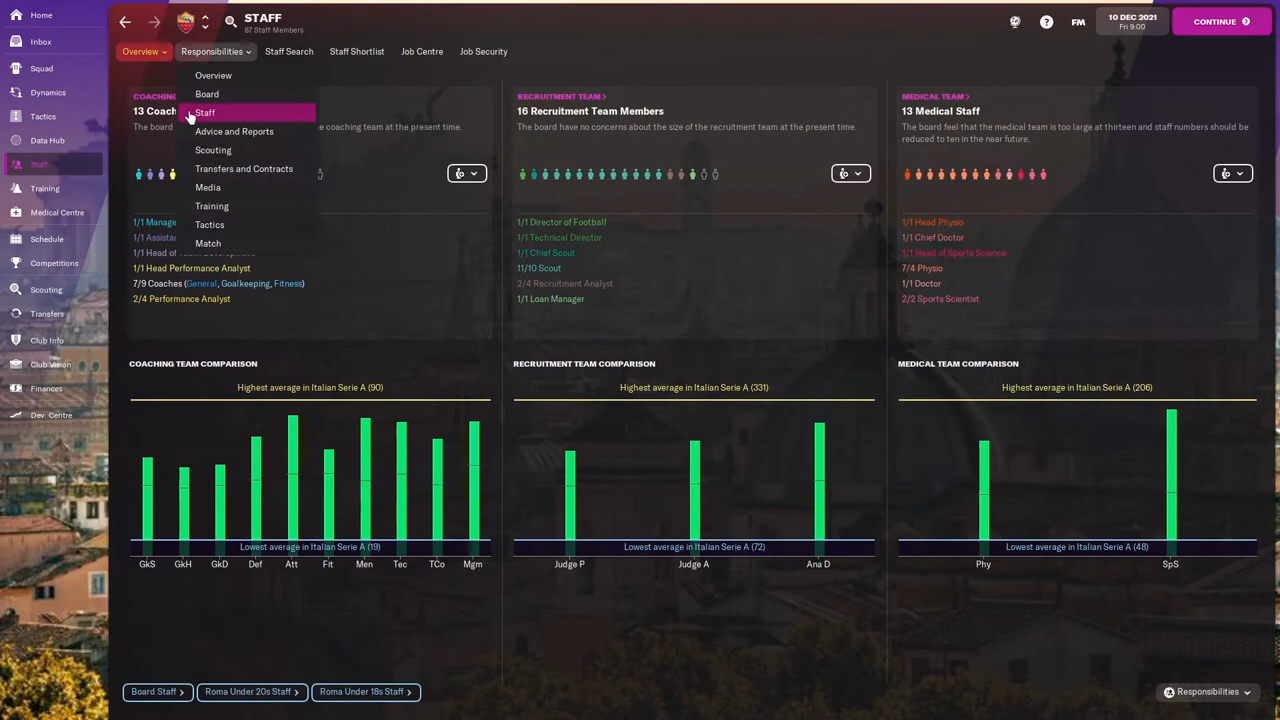 Home
Inbox
Squad
Dynamics
Tactics
Data Hub
Staff
Training
Medical Centre
Schedule
Competitions
Scouting
Transfers
Club Info
Club Vision
Finances
Dev. Centre
STAFF
87 Staff Members
FM
10 DEC 2021
Fri 9:00
CONTINUE
Overview
Responsibilities
Staff Search
Staff Shortlist
Job Centre
Job Security
Overview
Board
Staff
Advice and Reports
Scouting
Transfers and Contracts
Media
Training
Tactics
Match
COACHING
13 Coach
The board
e coaching team at the present time.
1/1 Manage
1/1 Assista
1/1 Head of Youth Development
1/1 Head Performance Analyst
7/9 Coaches (General, Goalkeeping, Fitness)
2/4 Performance Analyst
RECRUITMENT TEAM >
16 Recruitment Team Members
The board have no concerns about the size of the recruitment team at the present time.
1/1 Director of Football
1/1 Technical Director
1/1 Chief Scout
11/10 Scout
2/4 Recruitment Analyst
1/1 Loan Manager
MEDICAL TEAM >
13 Medical Staff
The board feel that the medical team is too large at thirteen and staff numbers should be
reduced to ten in the near future.
1/1 Head Physio
1/1 Chief Doctor
1/1 Head of Sports Science
7/4 Physio
1/1 Doctor
2/2 Sports Scientist
COACHING TEAM COMPARISON
Highest average in Italian Serie A (90)
Lowest average in Italian Serie A (19)
GkS GkH GkD Def Att Fit Men Tec TCo Mgm
RECRUITMENT TEAM COMPARISON
Highest average in Italian Serie A (331)
Lowest average in Italian Serie A (72)
Judge P Judge A Ana D
MEDICAL TEAM COMPARISON
Highest average in Italian Serie A (206)
Lowest average in Italian Serie A (48)
Phy SpS
Board Staff >
Roma Under 20s Staff >
Roma Under 18s Staff >
Responsibilities